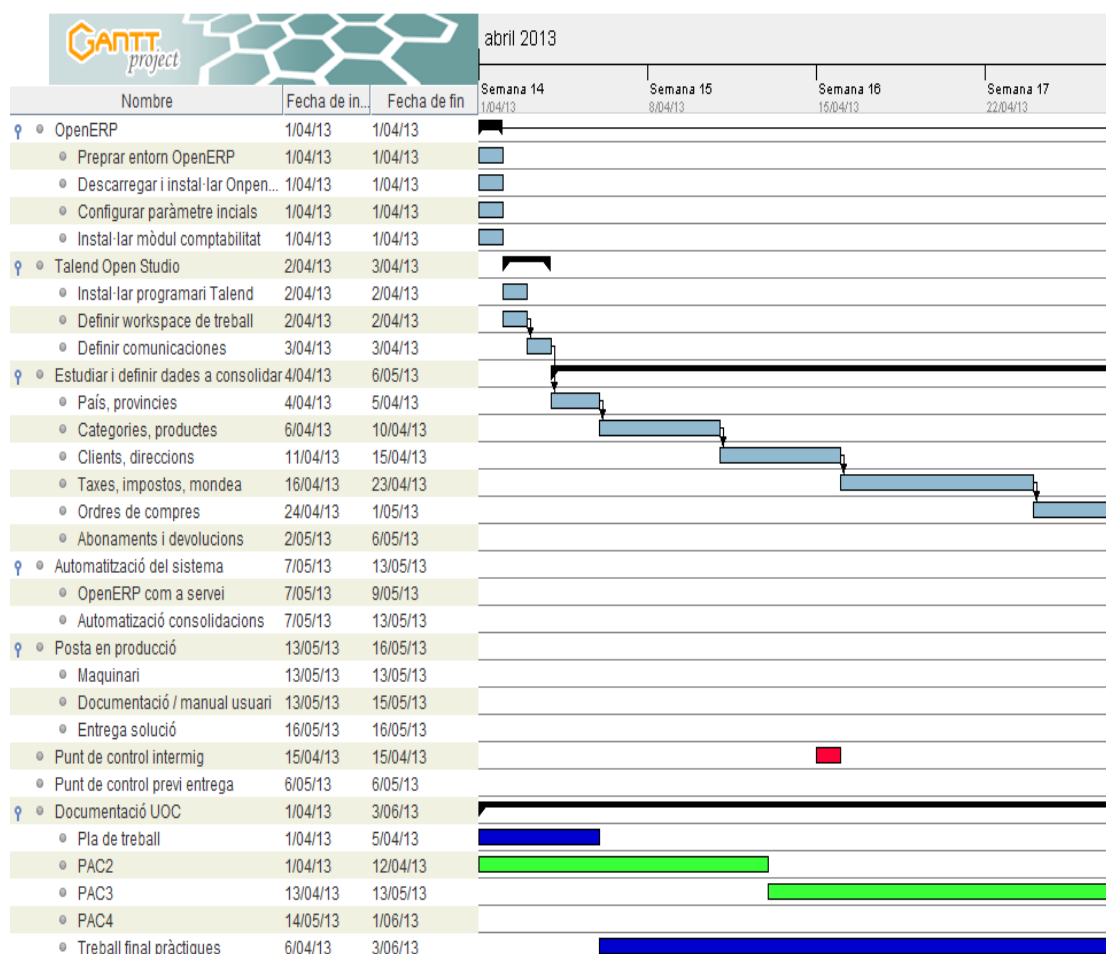 GANTT
project
abril 2013
Nombre Fecha de in... Fecha de fin
Semana 14 Semana 15 Semana 16 Semana 17
1/04/13 8/04/13 15/04/13 22/04/13
OpenERP 1/04/13 1/04/13
Preprar entorn OpenERP 1/04/13 1/04/13
Descarregar i instal·lar Onpen... 1/04/13 1/04/13
Configurar paràmetre incials 1/04/13 1/04/13
Instal·lar mòdul comptabilitat 1/04/13 1/04/13
Talend Open Studio 2/04/13 3/04/13
Instal·lar programari Talend 2/04/13 2/04/13
Definir workspace de treball 2/04/13 2/04/13
Definir comunicaciones 3/04/13 3/04/13
Estudiar i definir dades a consolidar 4/04/13 6/05/13
País, provincies 4/04/13 5/04/13
Categories, productes 6/04/13 10/04/13
Clients, direccions 11/04/13 15/04/13
Taxes, impostos, mondea 16/04/13 23/04/13
Ordres de compres 24/04/13 1/05/13
Abonaments i devolucions 2/05/13 6/05/13
Automatització del sistema 7/05/13 13/05/13
OpenERP com a servei 7/05/13 9/05/13
Automatizació consolidacions 7/05/13 13/05/13
Posta en producció 13/05/13 16/05/13
Maquinari 13/05/13 13/05/13
Documentació / manual usuari 13/05/13 15/05/13
Entrega solució 16/05/13 16/05/13
Punt de control intermig 15/04/13 15/04/13
Punt de control previ entrega 6/05/13 6/05/13
Documentació UOC 1/04/13 3/06/13
Pla de treball 1/04/13 5/04/13
PAC2 1/04/13 12/04/13
PAC3 13/04/13 13/05/13
PAC4 14/05/13 1/06/13
Treball final pràctiques 6/04/13 3/06/13